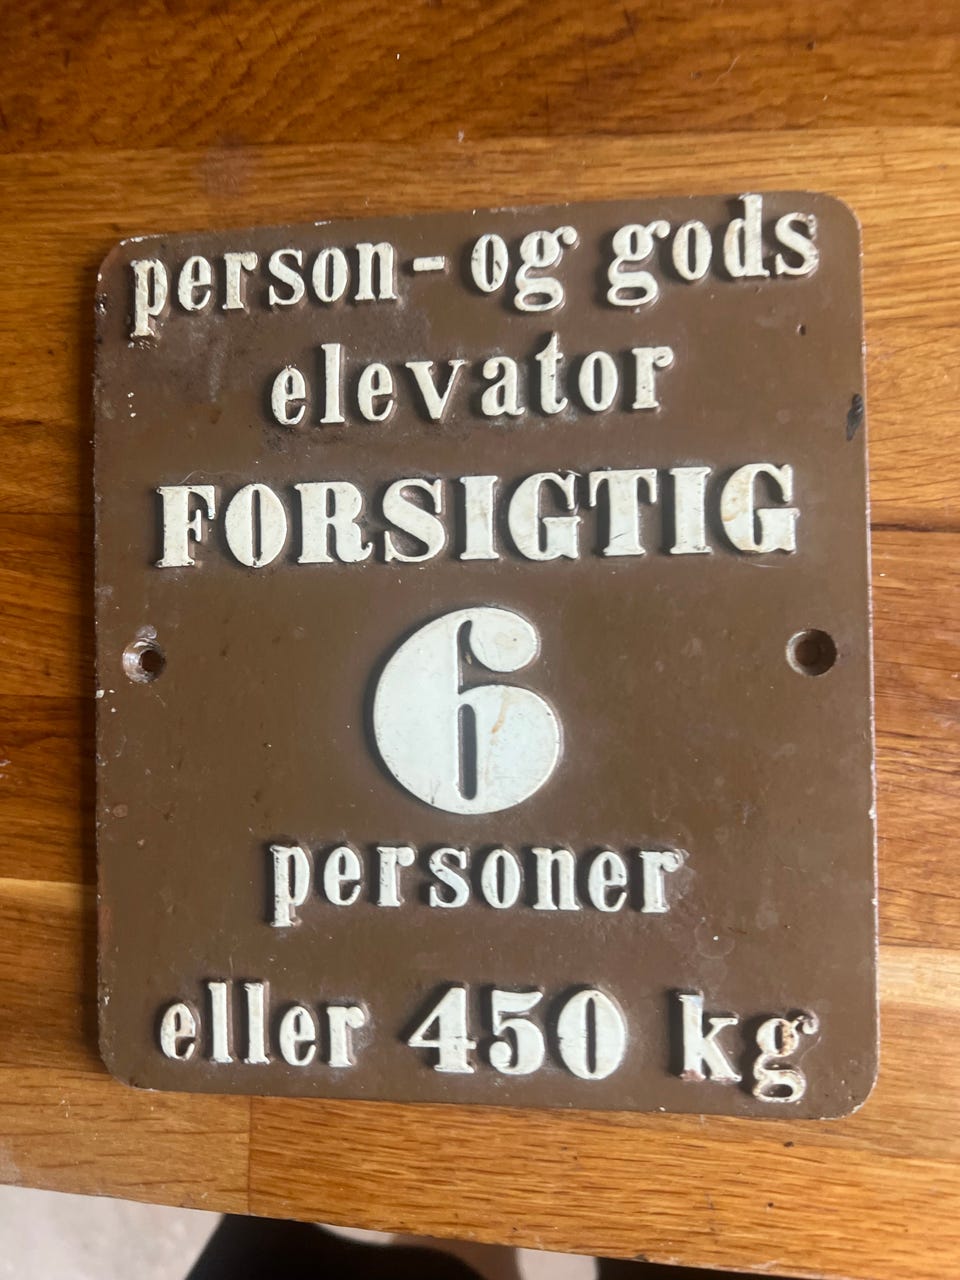 person-og gods
elevator
FORSIGTIG
6
personer
eller 450 kg